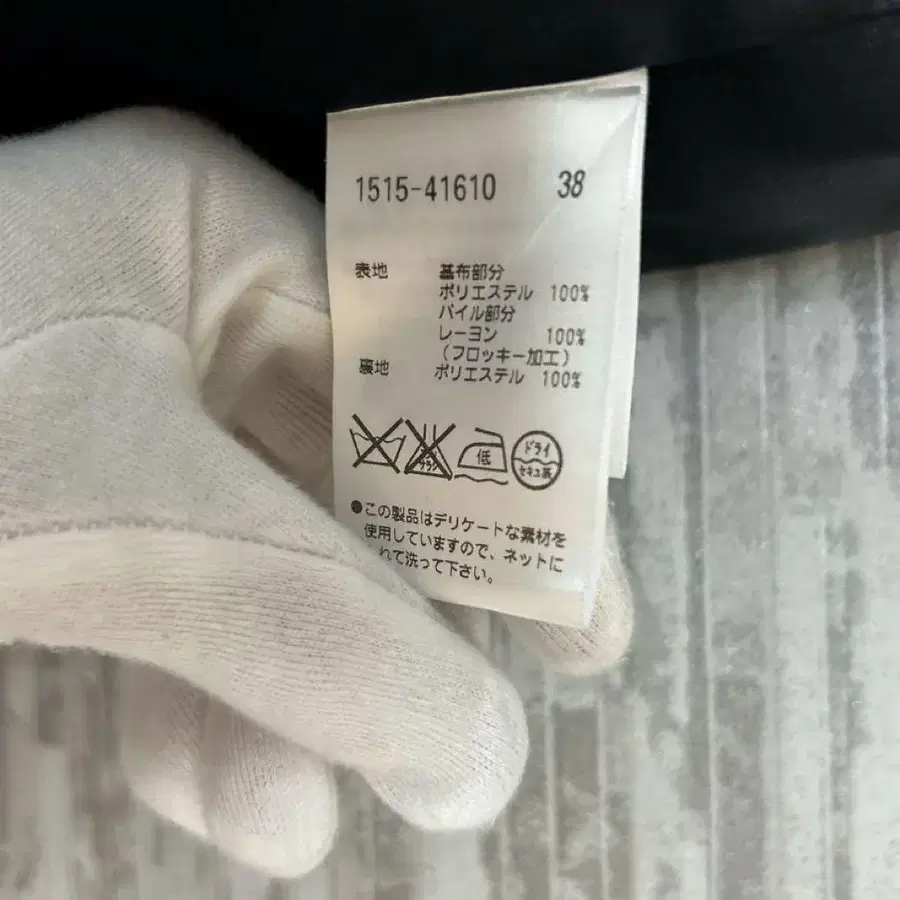 1515-41610 38
表地 基布部分
ポリエステル 100%
パイル部分
レーヨン 100%
(フロッキー加工)
裏地 ポリエステル 100%
低 ドライ
セキユ系
●この製品はデリケートな素材を
使用していますので、ネットに
れて洗って下さい。